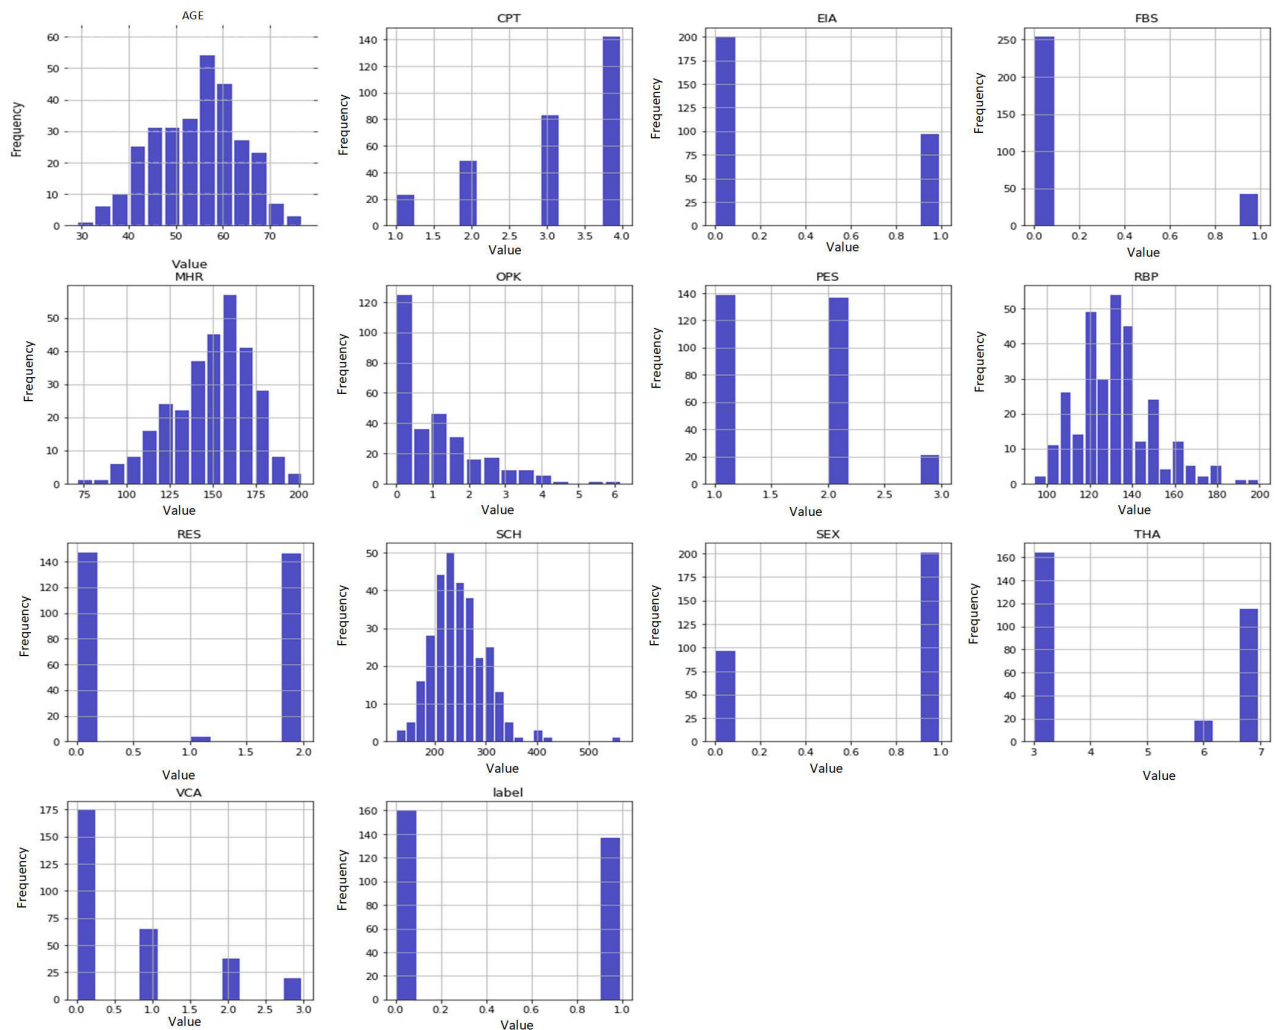 AGE
Frequency
60
50
40
30
20
10
0
30 40 50 60 70
Value
CPT
Frequency
140
120
100
80
60
40
20
0
1.0 1.5 2.0 2.5 3.0 3.5 4.0
Value
EIA
Frequency
200
175
150
125
100
75
50
25
0
0.0 0.2 0.4 0.6 0.8 1.0
Value
FBS
Frequency
250
200
150
100
50
0
0.0 0.2 0.4 0.6 0.8 1.0
Value
MHR
Frequency
50
40
30
20
10
0
75 100 125 150 175 200
Value
OPK
Frequency
120
100
80
60
40
20
0
0 1 2 3 4 5 6
Value
PES
Frequency
140
120
100
80
60
40
20
0
1.0 1.5 2.0 2.5 3.0
Value
RBP
Frequency
50
40
30
20
10
0
100 120 140 160 180 200
Value
RES
Frequency
140
120
100
80
60
40
20
0
0.0 0.5 1.0 1.5 2.0
Value
SCH
Frequency
50
40
30
20
10
0
200 300 400 500
Value
SEX
Frequency
200
175
150
125
100
75
50
25
0
0.0 0.2 0.4 0.6 0.8 1.0
Value
THA
Frequency
160
140
120
100
80
60
40
20
0
3 4 5 6 7
Value
VCA
Frequency
175
150
125
100
75
50
25
0
0.0 0.5 1.0 1.5 2.0 2.5 3.0
Value
label
Frequency
160
140
120
100
80
60
40
20
0
0.0 0.2 0.4 0.6 0.8 1.0
Value